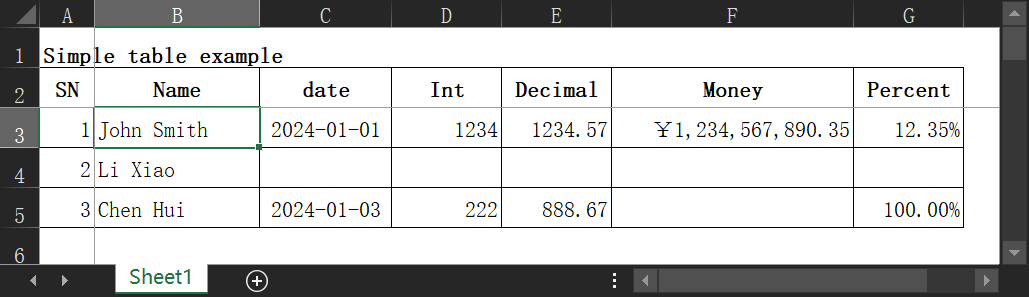 A B C D E F G
1 Simple table example
2 SN Name date Int Decimal Money Percent
3 1 John Smith 2024-01-01 1234 1234.57 ￥1,234,567,890.35 12.35%
4 2 Li Xiao
5 3 Chen Hui 2024-01-03 222 888.67 100.00%
6
Sheet1